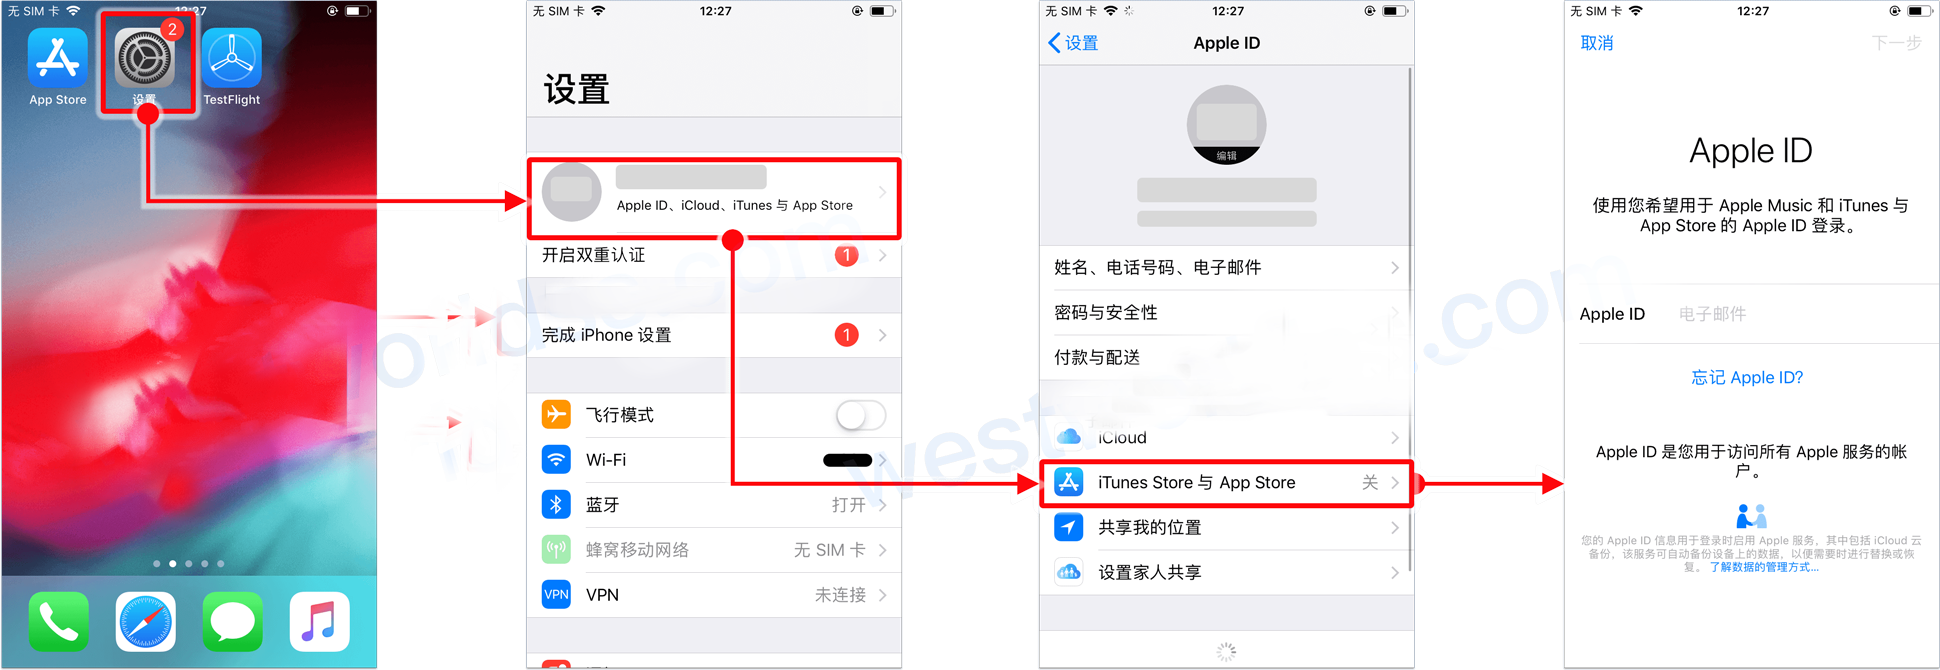 无 SIM 卡
2
App Store
设置
TestFlight
无 SIM 卡 12:27
设置
Apple ID、iCloud、iTunes 与 App Store
开启双重认证 1
完成 iPhone 设置 1
飞行模式
Wi-Fi
蓝牙 打开
蜂窝移动网络 无 SIM 卡
VPN VPN 未连接
无 SIM 卡 12:27
设置 Apple ID
编辑
姓名、电话号码、电子邮件
密码与安全性
付款与配送
iCloud
iTunes Store 与 App Store 关
共享我的位置
设置家人共享
无 SIM 卡 12:27
取消 下一步
Apple ID
使用您希望用于 Apple Music 和 iTunes 与
App Store 的 Apple ID 登录。
Apple ID 电子邮件
忘记 Apple ID?
Apple ID 是您用于访问所有 Apple 服务的帐
户。
您的 Apple ID 信息用于登录时启用 Apple 服务，其中包括 iCloud 云
备份，该服务可自动备份设备上的数据，以便需要时进行替换或恢
复。 了解数据的管理方式...